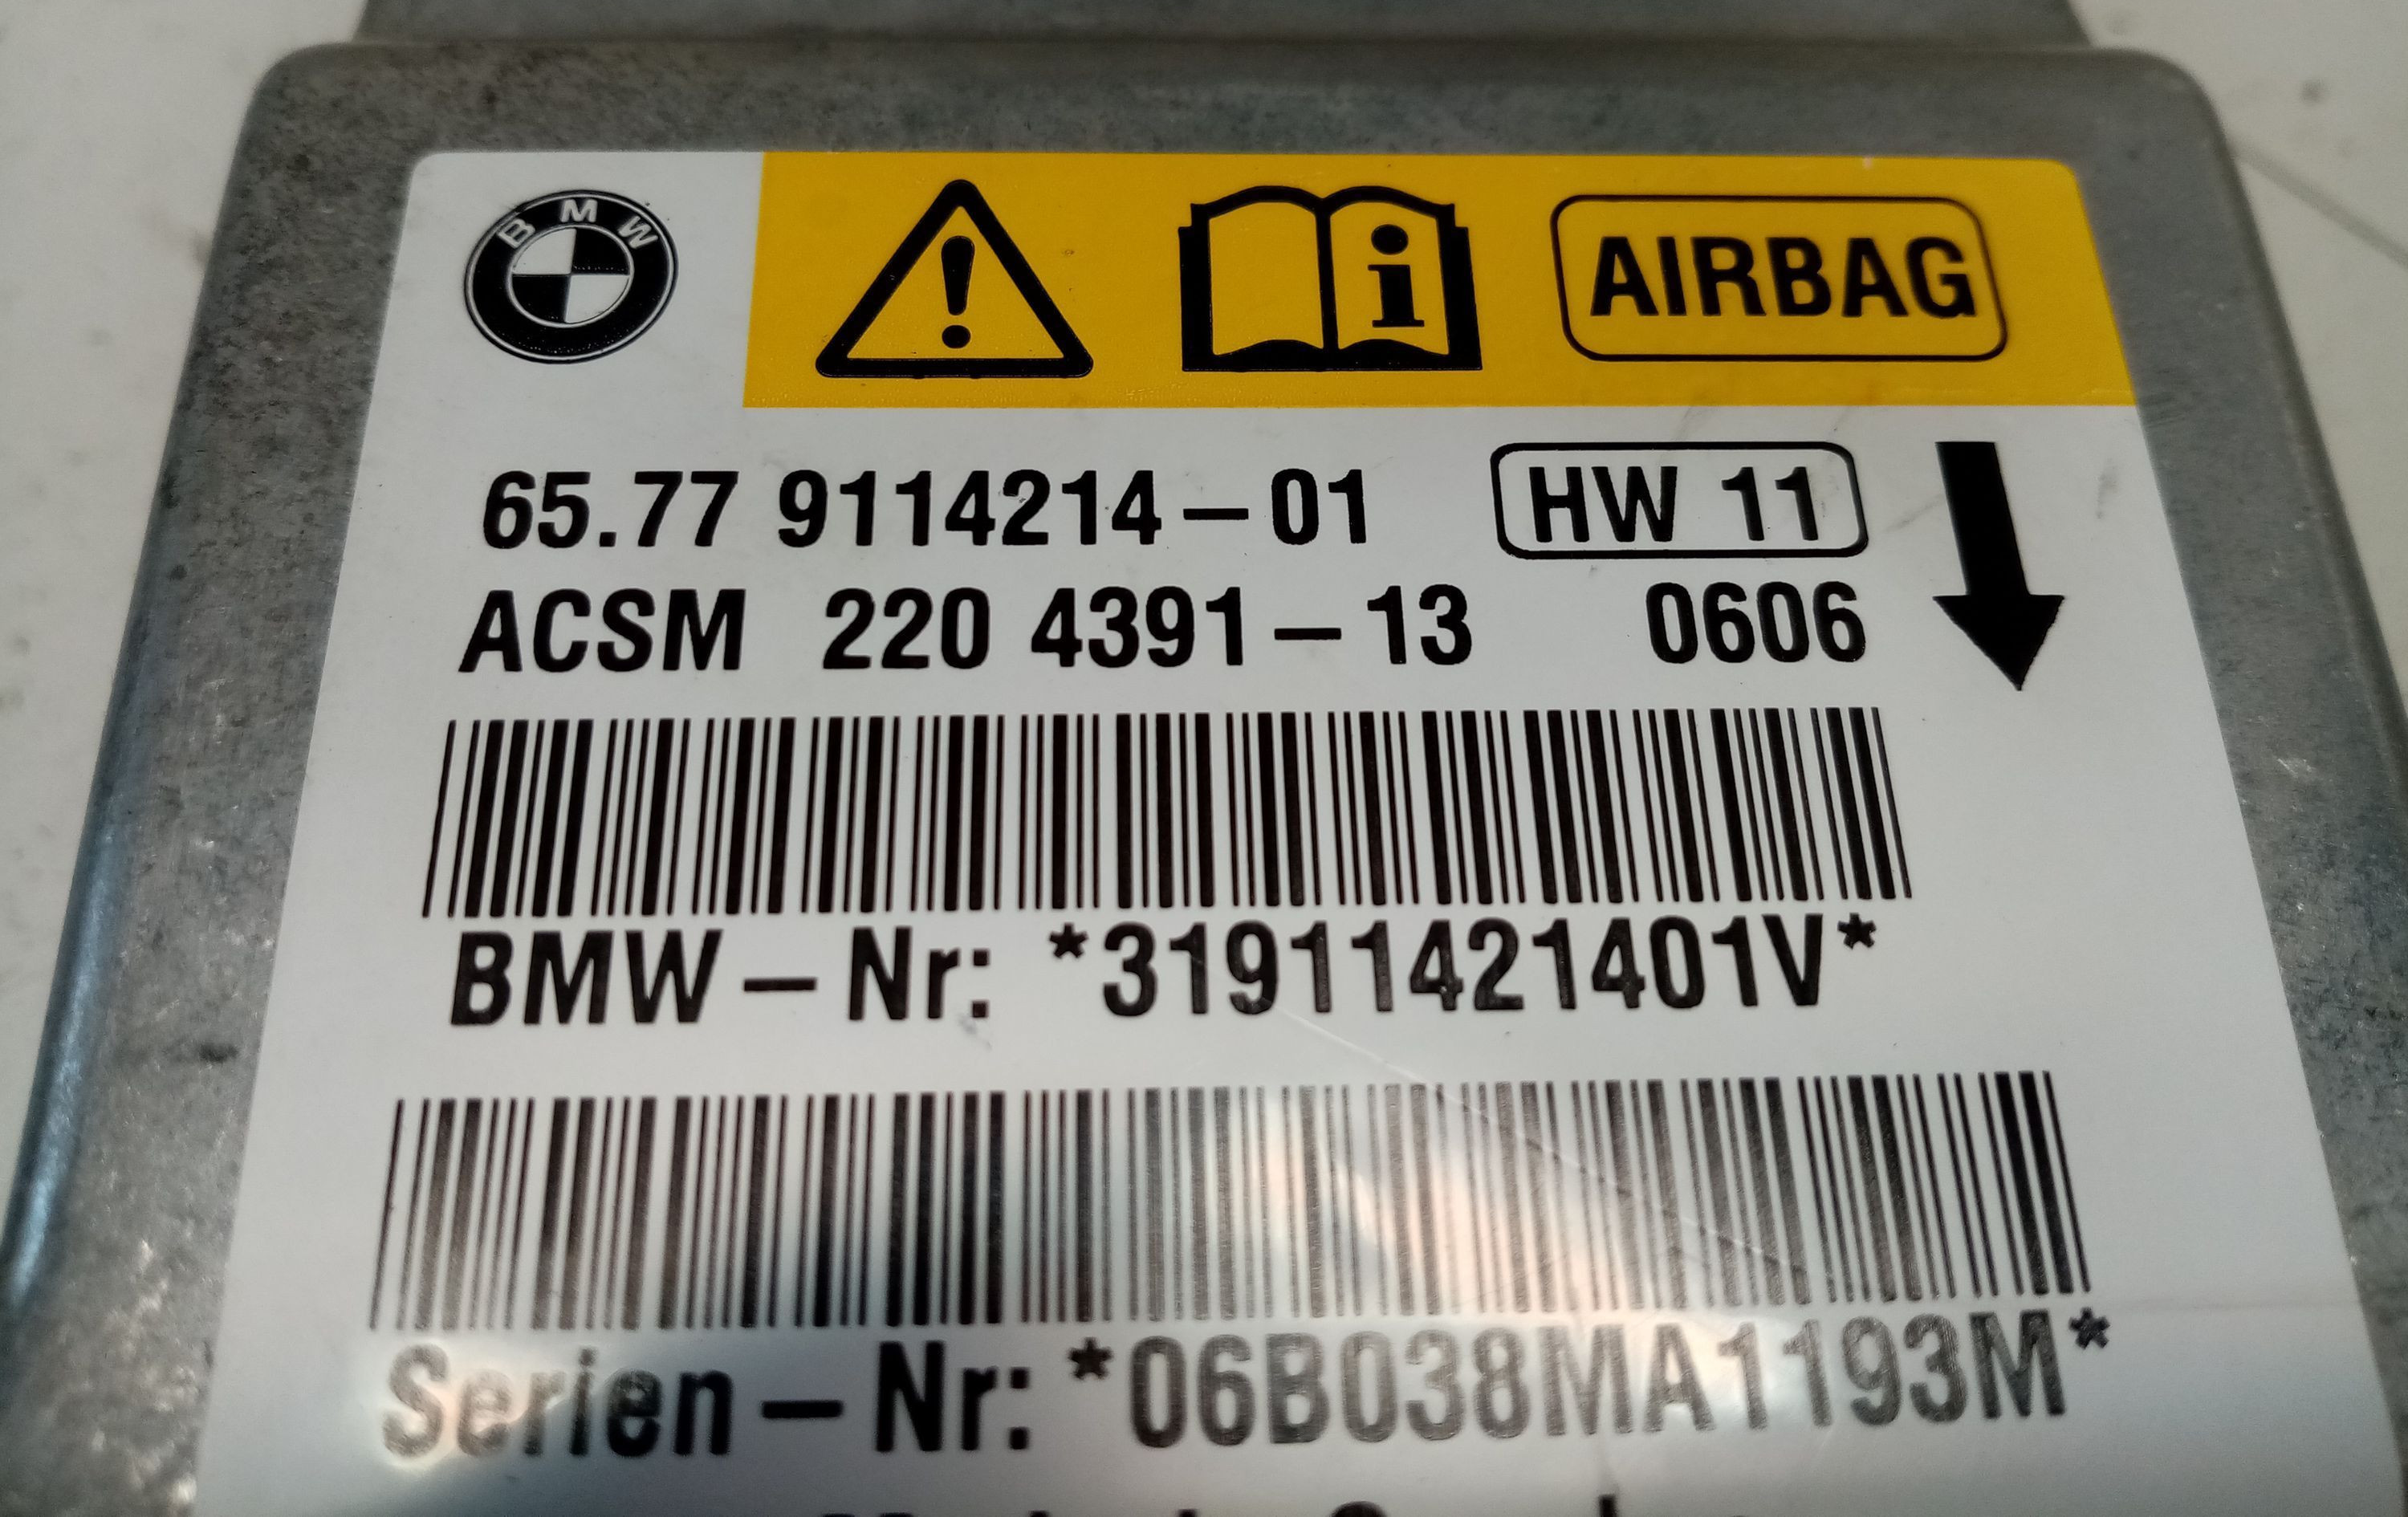 BMW
AIRBAG
65.77 9114214-01 HW 11
ACSM 220 4391-13 0606
BMW-Nr: *31911421401V*
Serien-Nr: *06B038MA1193M*